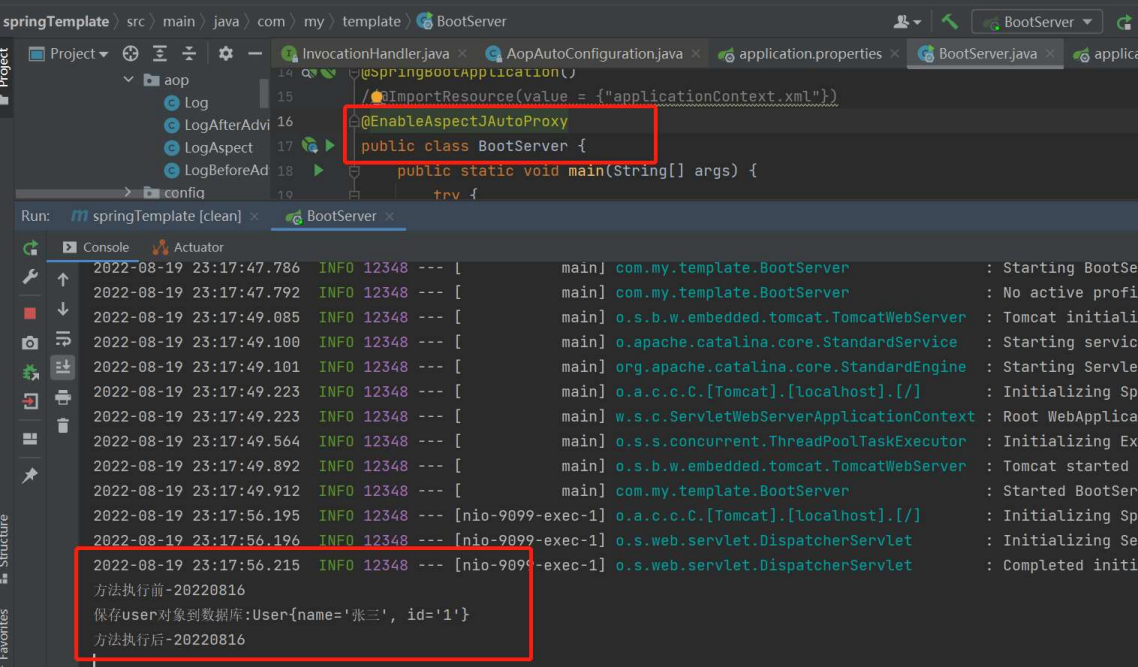 springTemplate 〉 src 〉 main 〉 java 〉 com 〉 my 〉 template 〉 BootServer
BootServer
Project
Project
InvocationHandler.java × AopAutoConfiguration.java × application.properties × BootServer.java × applica
aop
Log
LogAfterAdvi
LogAspect
LogBeforeAd
config
14 @SpringBootApplication()
15 //@ImportResource(value = {"applicationContext.xml"})
16 @EnableAspectJAutoProxy
17 public class BootServer {
18 public static void main(String[] args) {
19 try {
Run: springTemplate [clean] × BootServer ×
Console Actuator
2022-08-19 23:17:47.786 INFO 12348 --- [ main] com.my.template.BootServer : Starting BootSe
2022-08-19 23:17:47.792 INFO 12348 --- [ main] com.my.template.BootServer : No active profi
2022-08-19 23:17:49.085 INFO 12348 --- [ main] o.s.b.w.embedded.tomcat.TomcatWebServer : Tomcat initiali
2022-08-19 23:17:49.100 INFO 12348 --- [ main] o.apache.catalina.core.StandardService : Starting servic
2022-08-19 23:17:49.101 INFO 12348 --- [ main] org.apache.catalina.core.StandardEngine : Starting Servle
2022-08-19 23:17:49.223 INFO 12348 --- [ main] o.a.c.c.C.[Tomcat].[localhost].[/] : Initializing Sp
2022-08-19 23:17:49.223 INFO 12348 --- [ main] w.s.c.ServletWebServerApplicationContext : Root WebApplica
2022-08-19 23:17:49.564 INFO 12348 --- [ main] o.s.s.concurrent.ThreadPoolTaskExecutor : Initializing Ex
2022-08-19 23:17:49.892 INFO 12348 --- [ main] o.s.b.w.embedded.tomcat.TomcatWebServer : Tomcat started
2022-08-19 23:17:49.912 INFO 12348 --- [ main] com.my.template.BootServer : Started BootSer
2022-08-19 23:17:56.195 INFO 12348 --- [nio-9099-exec-1] o.a.c.c.C.[Tomcat].[localhost].[/] : Initializing Sp
2022-08-19 23:17:56.196 INFO 12348 --- [nio-9099-exec-1] o.s.web.servlet.DispatcherServlet : Initializing Se
2022-08-19 23:17:56.215 INFO 12348 --- [nio-9099-exec-1] o.s.web.servlet.DispatcherServlet : Completed initi
方法执行前-20220816
保存user对象到数据库:User{name='张三', id='1'}
方法执行后-20220816
Structure
Favorites